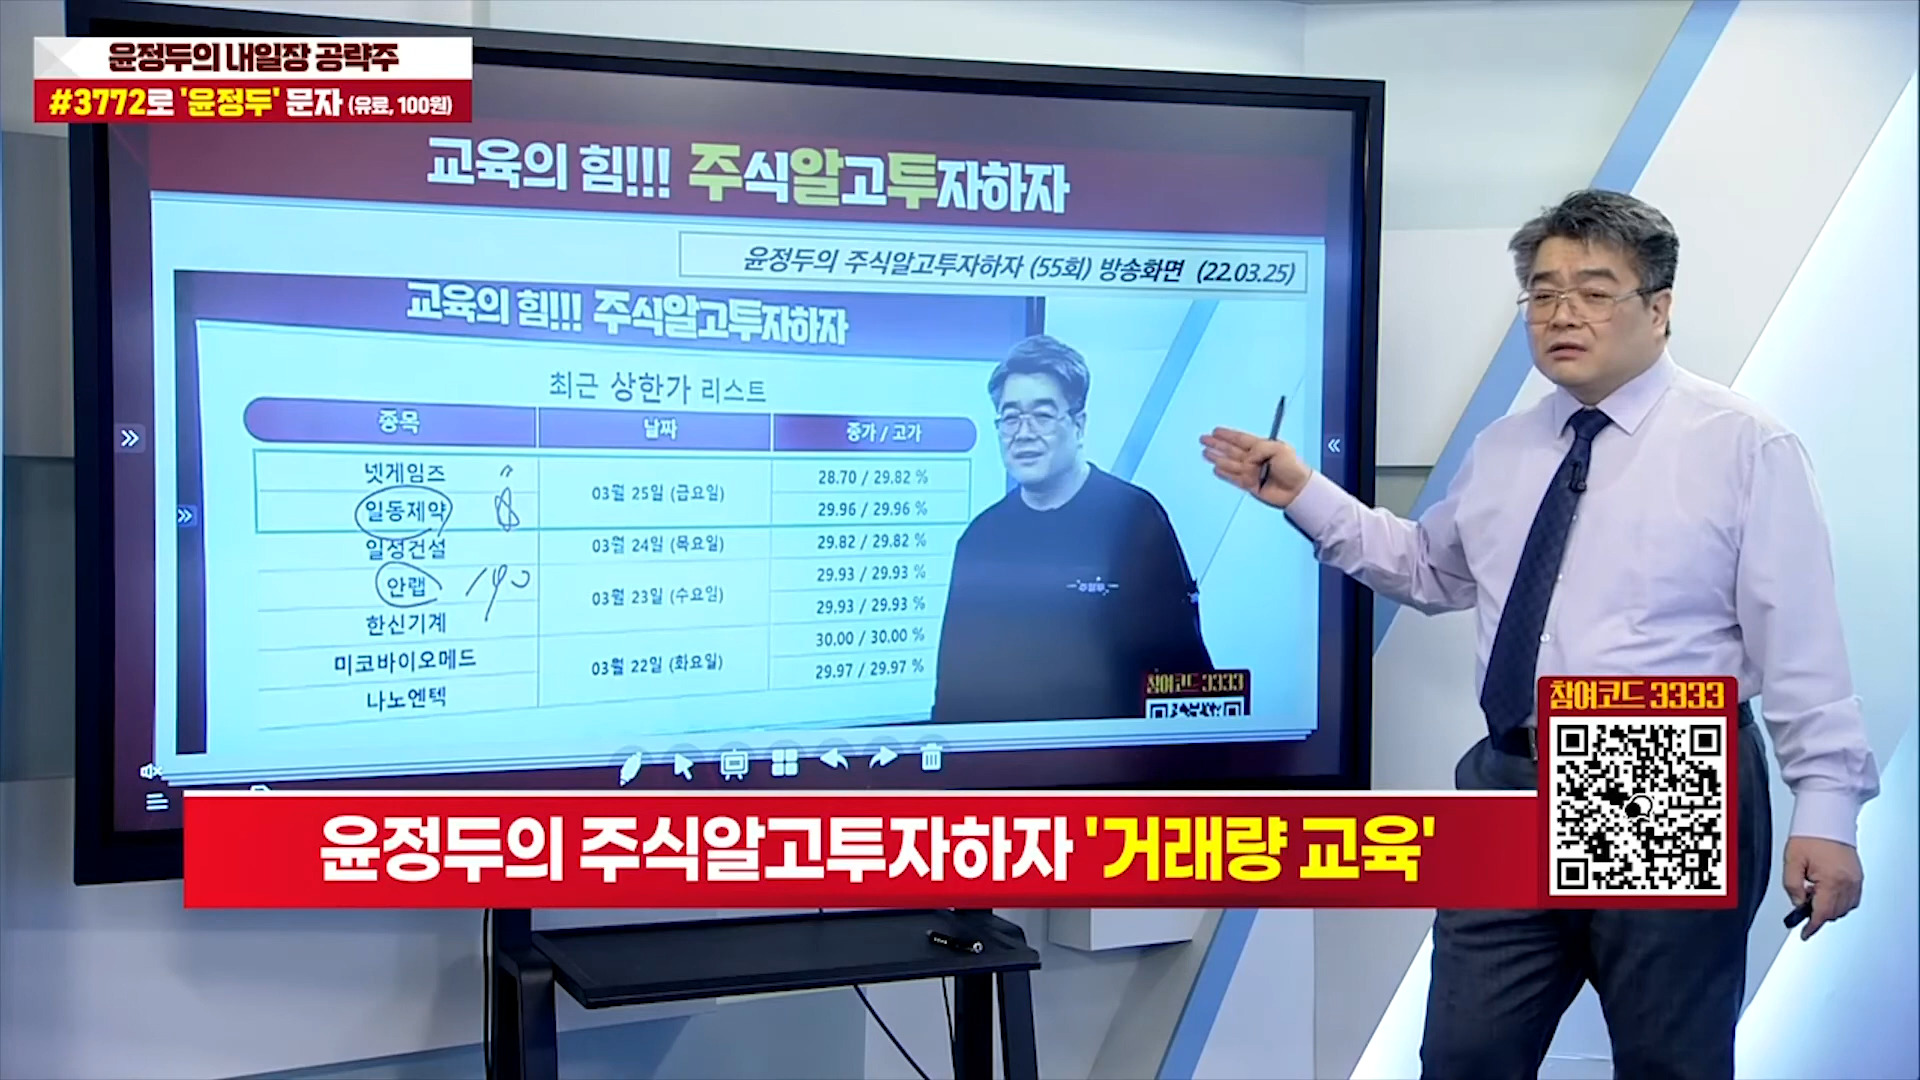 윤정두의 내일장 공략주
#3772로 '윤정두' 문자 (유료, 100원)
교육의 힘!!! 주식알고투자하자
윤정두의 주식알고투자하자 (55회) 방송화면 (22.03.25)
교육의 힘!!! 주식알고투자하자
최근 상한가 리스트
종목 날짜 종가 / 고가
넷게임즈 03월 25일 (금요일) 28.70 / 29.82 %
일동제약 29.96 / 29.96 %
일성건설 03월 24일 (목요일) 29.82 / 29.82 %
안랩 190 03월 23일 (수요일) 29.93 / 29.93 %
한신기계 29.93 / 29.93 %
미코바이오메드 03월 22일 (화요일) 30.00 / 30.00 %
나노엔텍 29.97 / 29.97 %
참여코드 3333
참여코드 3333
윤정두의 주식알고투자하자 '거래량 교육'